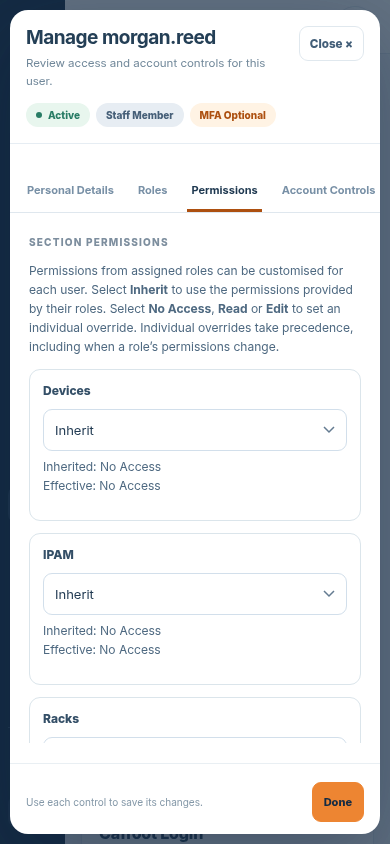 Manage morgan.reed
Close ×
Review access and account controls for this
user.
Active
Staff Member
MFA Optional
Personal Details
Roles
Permissions
Account Controls
SECTION PERMISSIONS
Permissions from assigned roles can be customised for
each user. Select Inherit to use the permissions provided
by their roles. Select No Access, Read or Edit to set an
individual override. Individual overrides take precedence,
including when a role's permissions change.
Devices
Inherit
Inherited: No Access
Effective: No Access
IPAM
Inherit
Inherited: No Access
Effective: No Access
Racks
Use each control to save its changes.
Done